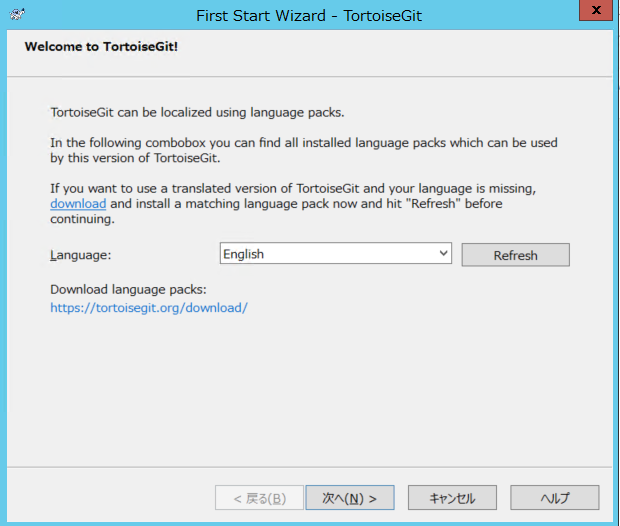 First Start Wizard - TortoiseGit
x
Welcome to TortoiseGit!
TortoiseGit can be localized using language packs.
In the following combobox you can find all installed language packs which can be used
by this version of TortoiseGit.
If you want to use a translated version of TortoiseGit and your language is missing,
download and install a matching language pack now and hit "Refresh" before
continuing.
Language: English Refresh
Download language packs:
https://tortoisegit.org/download/
< 戻る(B) 次へ(N) > キャンセル ヘルプ